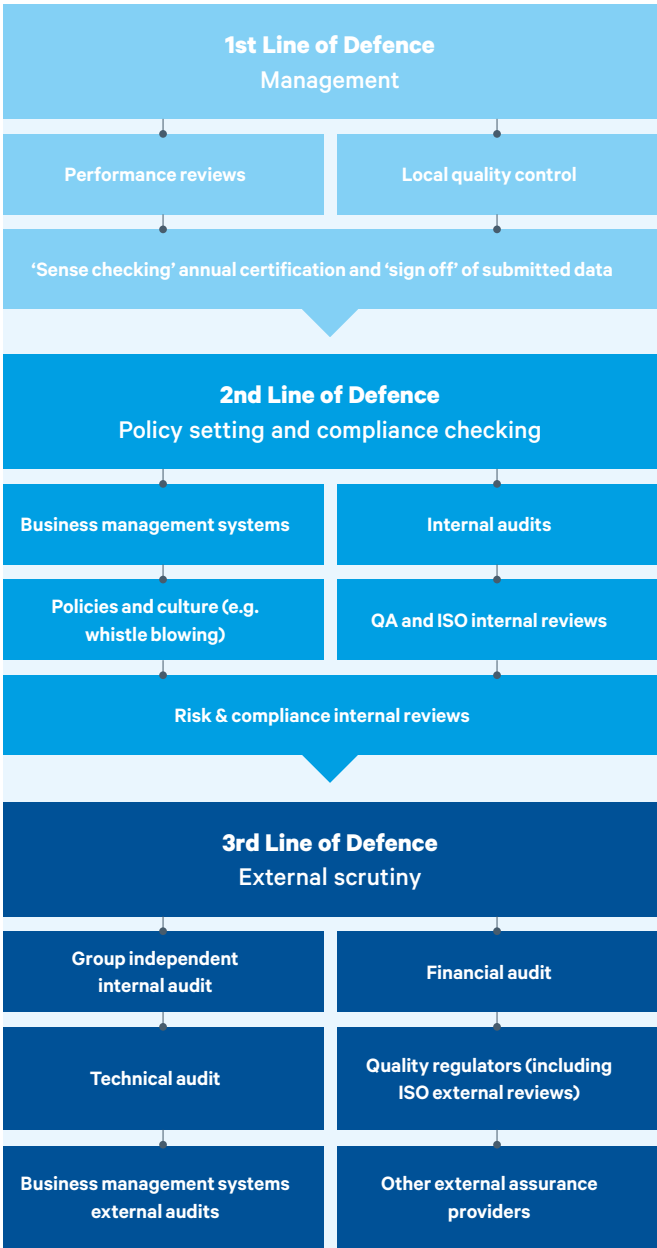 1st Line of Defence
Management
Performance reviews
Local quality control
‘Sense checking’ annual certification and ‘sign off’ of submitted data
2nd Line of Defence
Policy setting and compliance checking
Business management systems
Internal audits
Policies and culture (e.g.
whistle blowing)
QA and ISO internal reviews
Risk & compliance internal reviews
3rd Line of Defence
External scrutiny
Group independent
internal audit
Financial audit
Technical audit
Quality regulators (including
ISO external reviews)
Business management systems
external audits
Other external assurance
providers